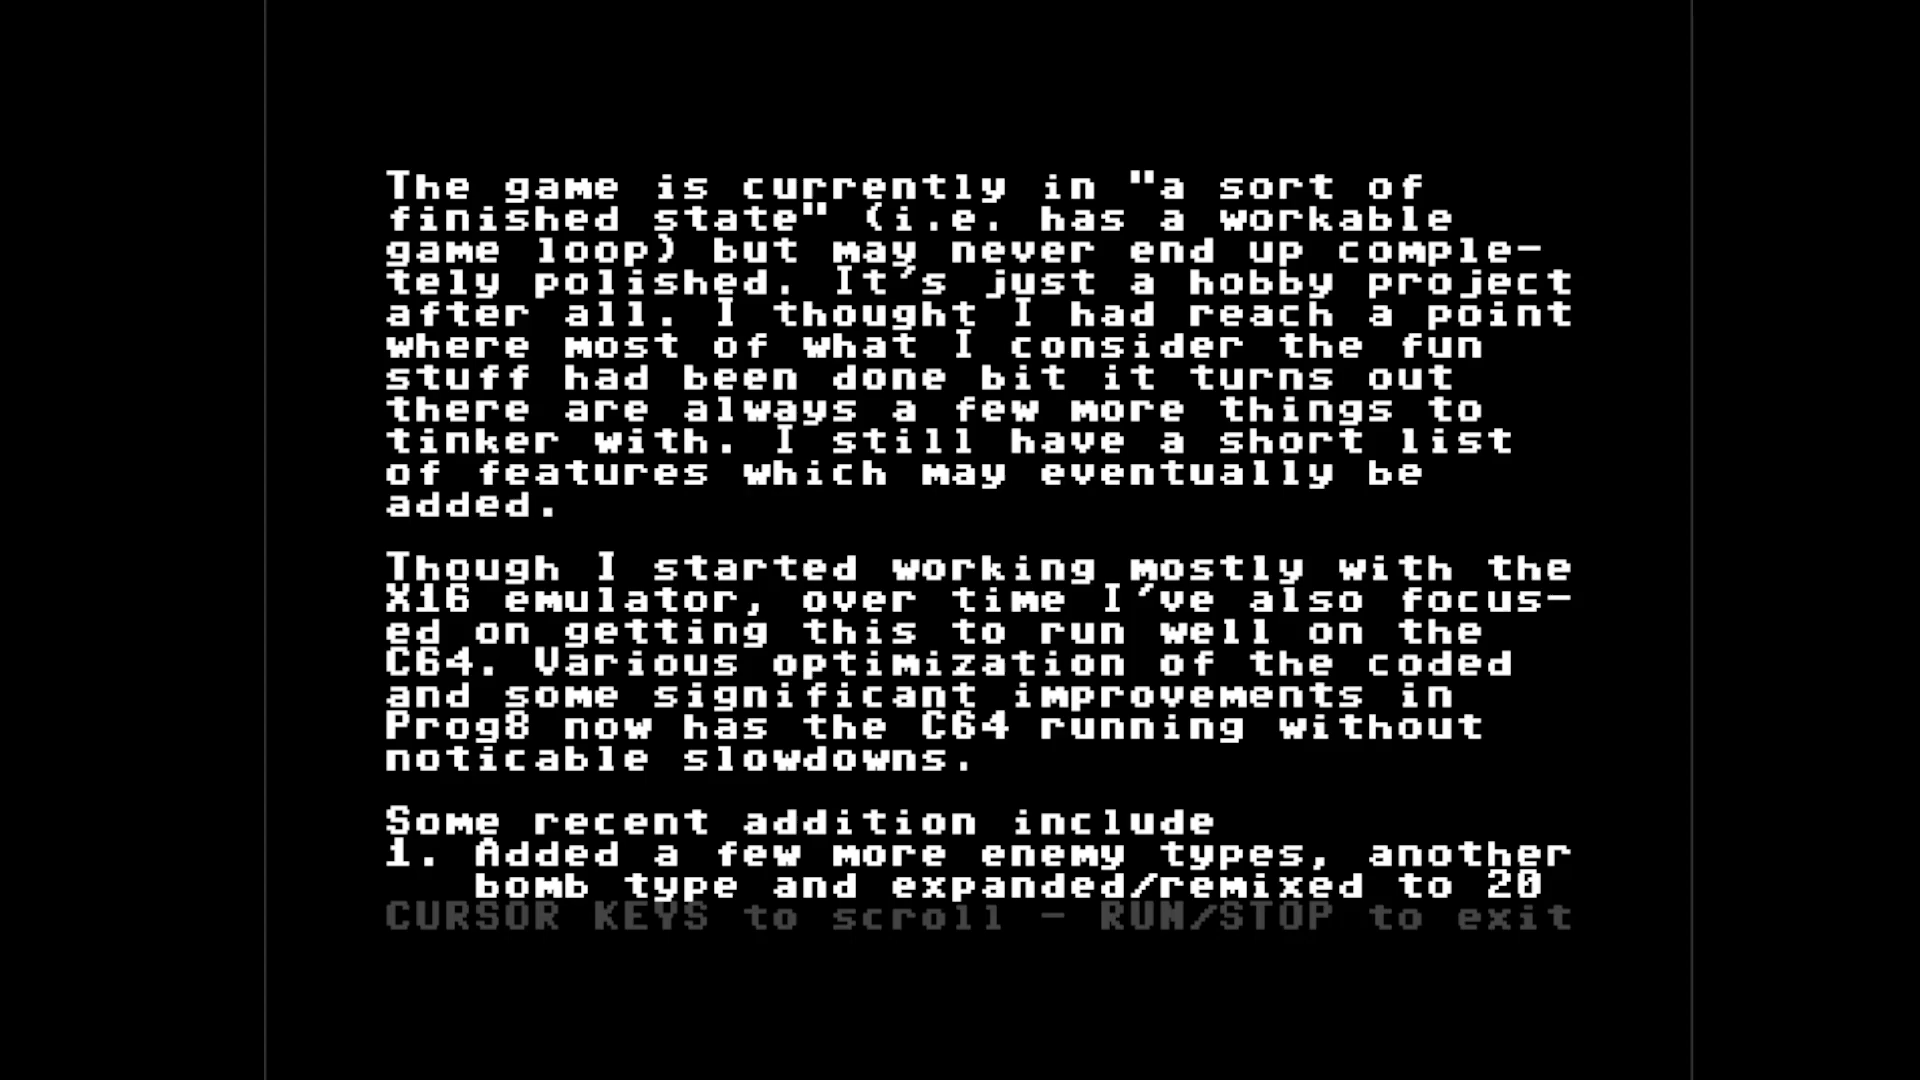 The game is currently in "a sort of
finished state" (i.e. has a workable
game loop) but may never end up comple-
tely polished. It's just a hobby project
after all. I thought I had reach a point
where most of what I consider the fun
stuff had been done bit it turns out
there are always a few more things to
tinker with. I still have a short list
of features which may eventually be
added.
Though I started working mostly with the
X16 emulator, over time I've also focus-
ed on getting this to run well on the
C64. Various optimization of the coded
and some significant improvements in
Prog8 now has the C64 running without
noticable slowdowns.
Some recent addition include
1. Added a few more enemy types, another
bomb type and expanded/remixed to 20
CURSOR KEYS to scroll - RUN/STOP to exit